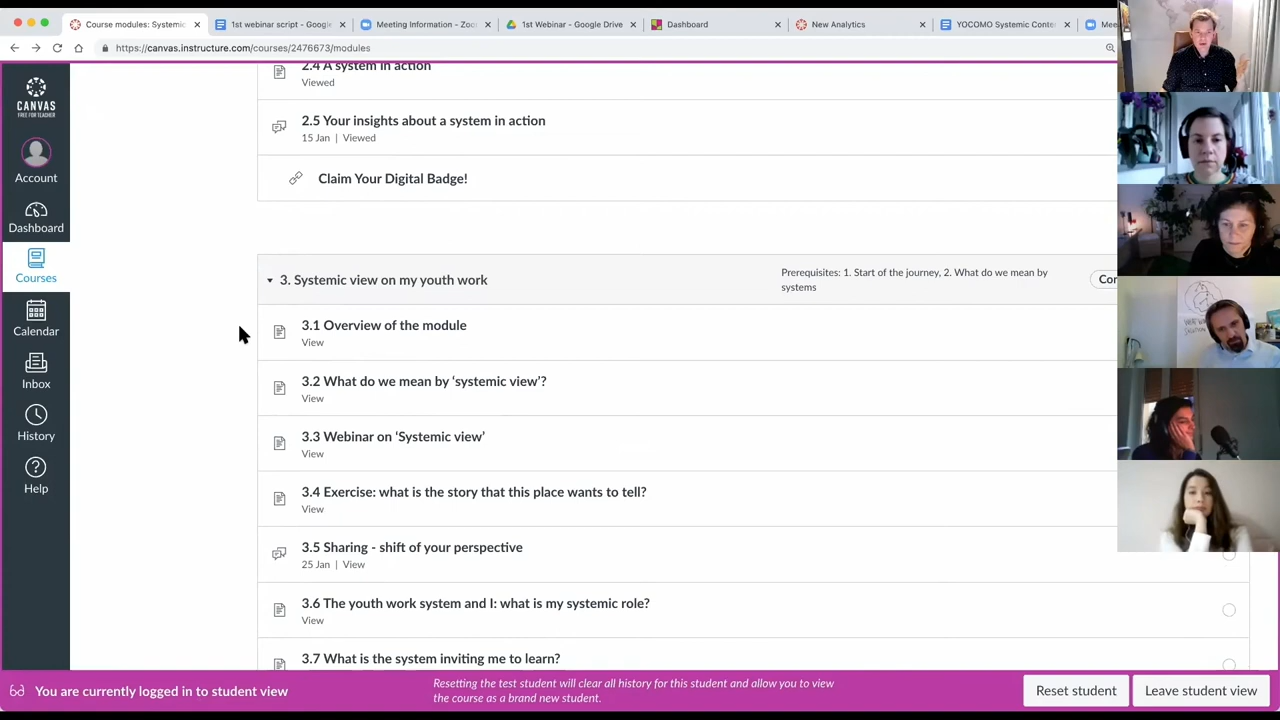 Course modules: Systemic
1st webinar script - Google
Meeting Information - Zoo
1st Webinar - Google Drive
Dashboard
New Analytics
YOCOMO Systemic Conte
Mee
https://canvas.instructure.com/courses/2476673/modules
CANVAS
FREE FOR TEACHER
Account
Dashboard
Courses
Calendar
Inbox
History
Help
2.4 A system in action
Viewed
2.5 Your insights about a system in action
15 Jan | Viewed
Claim Your Digital Badge!
3. Systemic view on my youth work
Prerequisites: 1. Start of the journey, 2. What do we mean by
systems
Con
3.1 Overview of the module
View
3.2 What do we mean by ‘systemic view’?
View
3.3 Webinar on ‘Systemic view’
View
3.4 Exercise: what is the story that this place wants to tell?
View
3.5 Sharing - shift of your perspective
25 Jan | View
3.6 The youth work system and I: what is my systemic role?
View
3.7 What is the system inviting me to learn?
You are currently logged in to student view
Resetting the test student will clear all history for this student and allow you to view
the course as a brand new student.
Reset student
Leave student view